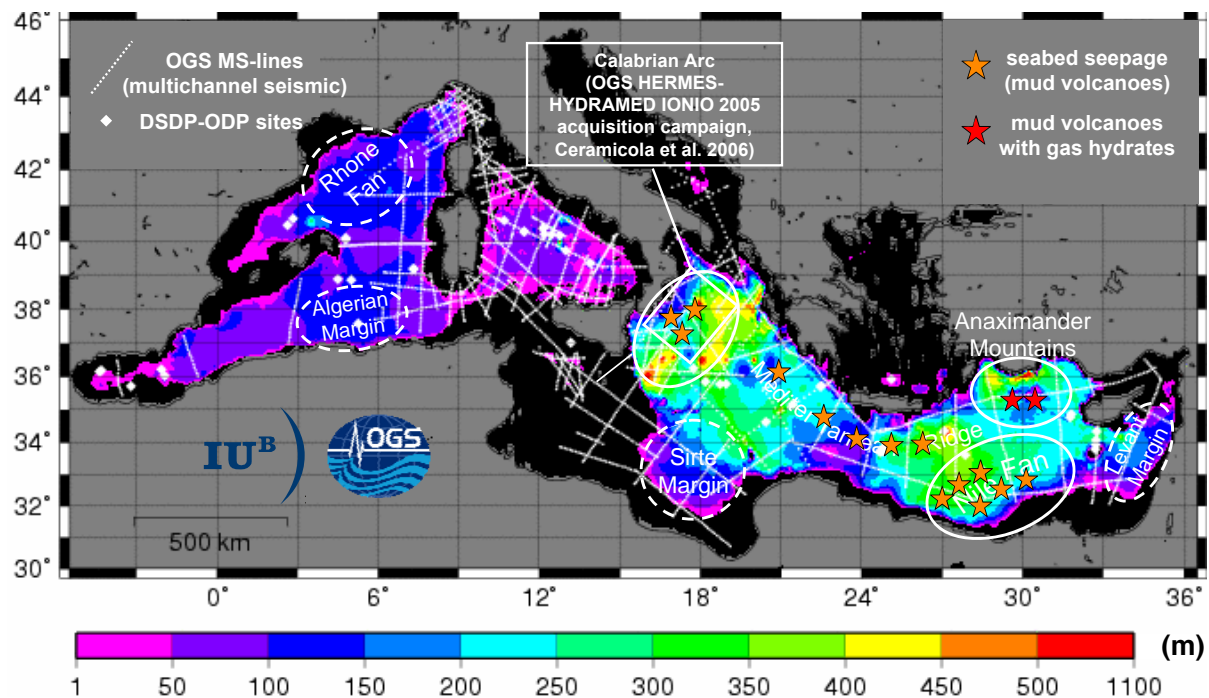 46°
44°
42°
40°
38°
36°
34°
32°
30°
OGS MS-lines
(multichannel seismic)
DSDP-ODP sites
Calabrian Arc
(OGS HERMES-
HYDRAMED IONIO 2005
acquisition campaign,
Ceramicola et al. 2006)
seabed seepage
(mud volcanoes)
mud volcanoes
with gas hydrates
Rhone
Fan
Algerian
Margin
Anaximander
Mountains
Mediterranean
Ridge
Sirte
Margin
Nile Fan
Levant
Margin
IUB
OGS
500 km
0° 6° 12° 18° 24° 30° 36°
(m)
1 50 100 150 200 250 300 350 400 450 500 1100